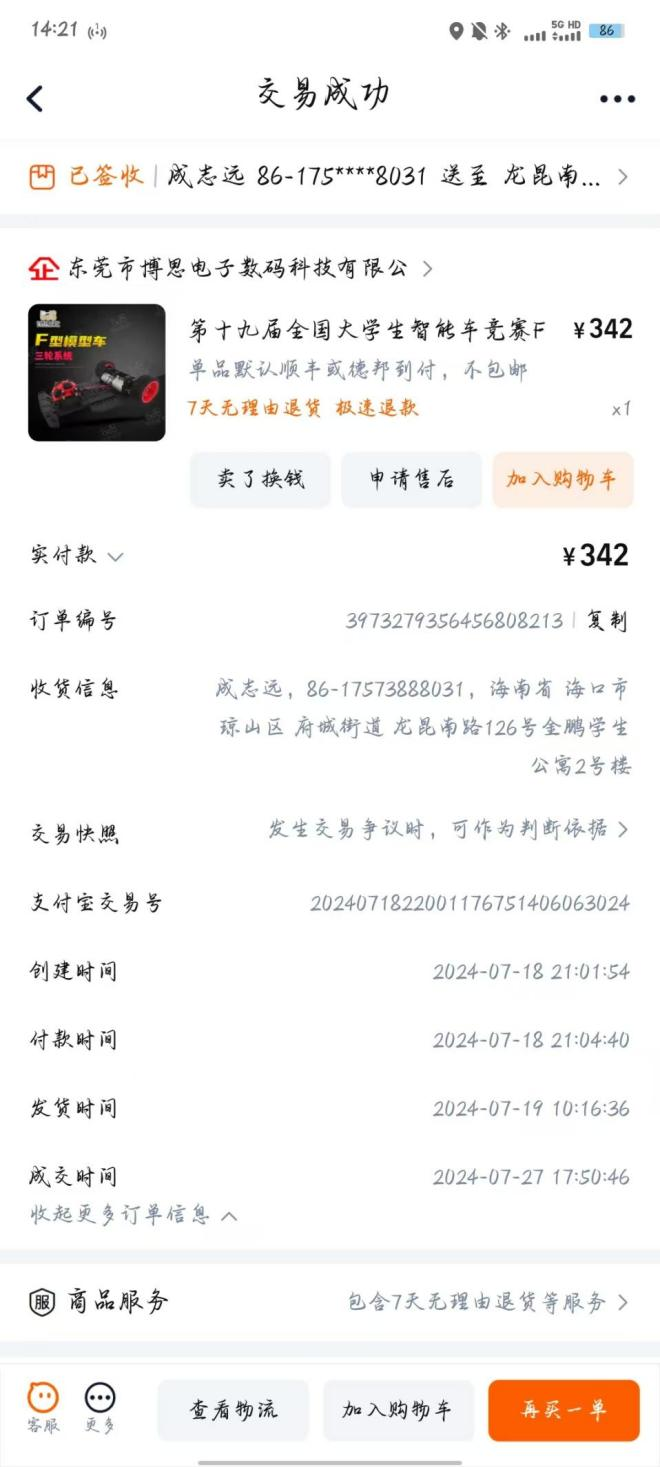 14:21
5G HD
86
交易成功
已签收 成志远 86-175****8031 送至 龙昆南...
企 东莞市博思电子数码科技有限公
F型模型车
三轮系统
第十九届全国大学生智能车竞赛F ¥342
单品默认顺丰或德邦到付，不包邮
7天无理由退货 极速退款 x1
卖了换钱 申请售后 加入购物车
实付款 ¥342
订单编号 3973279356456808213 | 复制
收货信息 成志远，86-17573888031，海南省 海口市
琼山区 府城街道 龙昆南路126号金鹏学生
公寓2号楼
交易快照 发生交易争议时，可作为判断依据
支付宝交易号 2024071822001176751406063024
创建时间 2024-07-18 21:01:54
付款时间 2024-07-18 21:04:40
发货时间 2024-07-19 10:16:36
成交时间 2024-07-27 17:50:46
收起更多订单信息
服 商品服务 包含7天无理由退货等服务
客服 更多 查看物流 加入购物车 再买一单